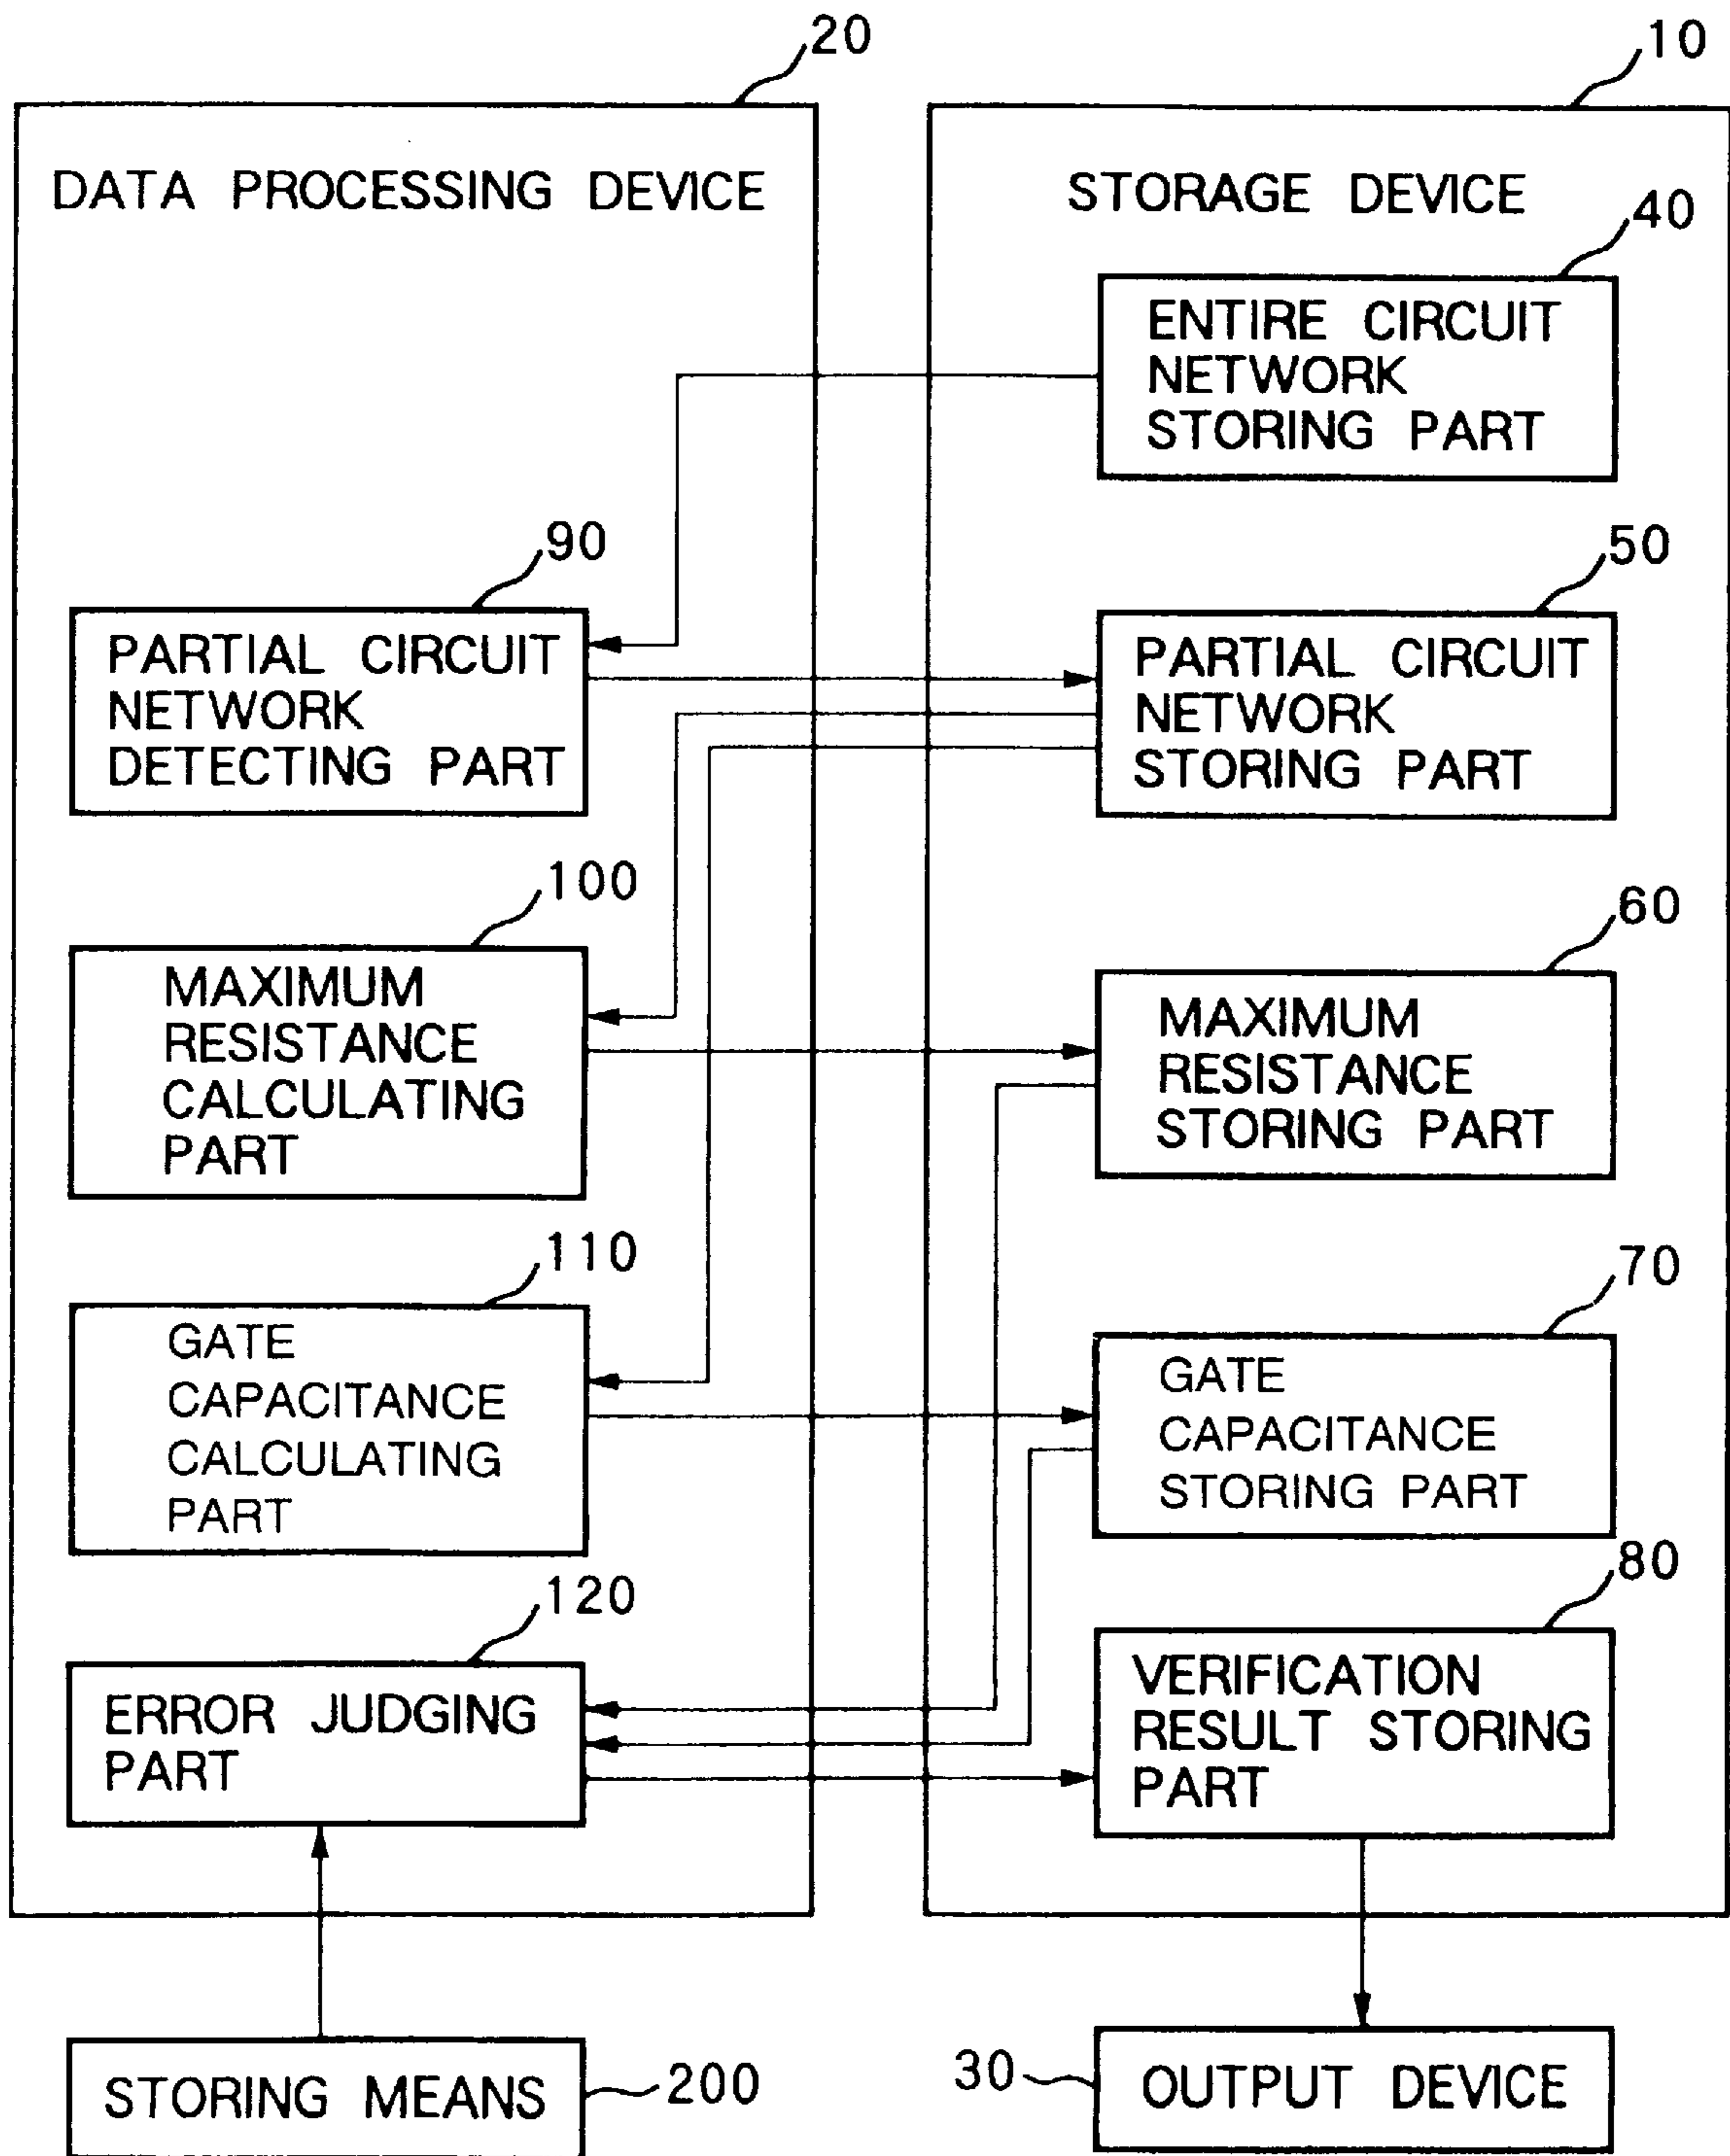 20
10
DATA PROCESSING DEVICE
STORAGE DEVICE
40
ENTIRE CIRCUIT
NETWORK
STORING PART
90
PARTIAL CIRCUIT
NETWORK
DETECTING PART
50
PARTIAL CIRCUIT
NETWORK
STORING PART
100
MAXIMUM
RESISTANCE
CALCULATING
PART
60
MAXIMUM
RESISTANCE
STORING PART
110
GATE
CAPACITANCE
CALCULATING
PART
70
GATE
CAPACITANCE
STORING PART
120
ERROR JUDGING
PART
80
VERIFICATION
RESULT STORING
PART
STORING MEANS
200
30
OUTPUT DEVICE